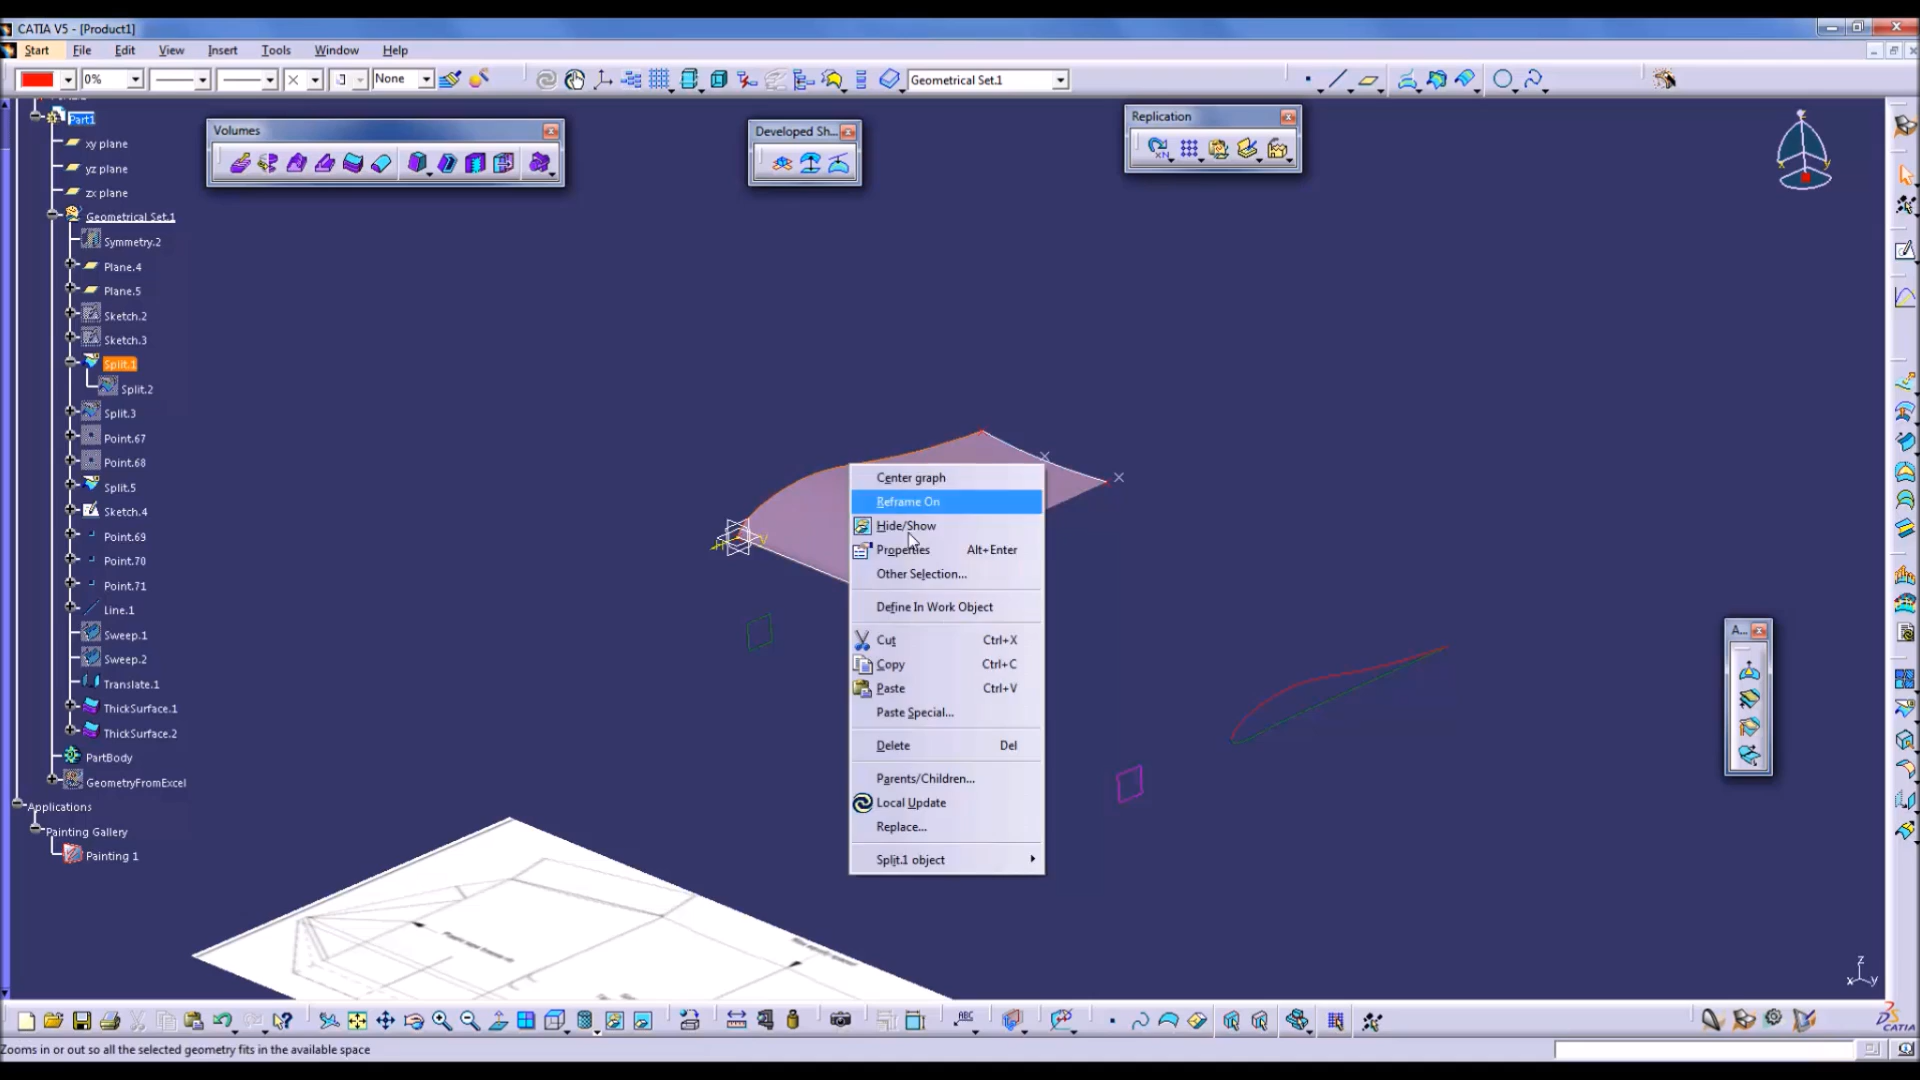 CATIA V5 - [Product1]
Start File Edit View Insert Tools Window Help
0% None Geometrical Set.1
Part1
xy plane
yz plane
zx plane
Geometrical Set.1
Symmetry.2
Plane.4
Plane.5
Sketch.2
Sketch.3
Split.1
Split.2
Split.3
Point.67
Point.68
Split.5
Sketch.4
Point.69
Point.70
Point.71
Line.1
Sweep.1
Sweep.2
Translate.1
ThickSurface.1
ThickSurface.2
PartBody
GeometryFromExcel
Applications
Painting Gallery
Painting 1
Volumes
Developed Sh...
Replication
A...
Center graph
Reframe On
Hide/Show
Properties Alt+Enter
Other Selection...
Define In Work Object
Cut Ctrl+X
Copy Ctrl+C
Paste Ctrl+V
Paste Special...
Delete Del
Parents/Children...
Local Update
Replace...
Split.1 object
H
V
z
x y
ABC
CATIA
Zooms in or out so all the selected geometry fits in the available space